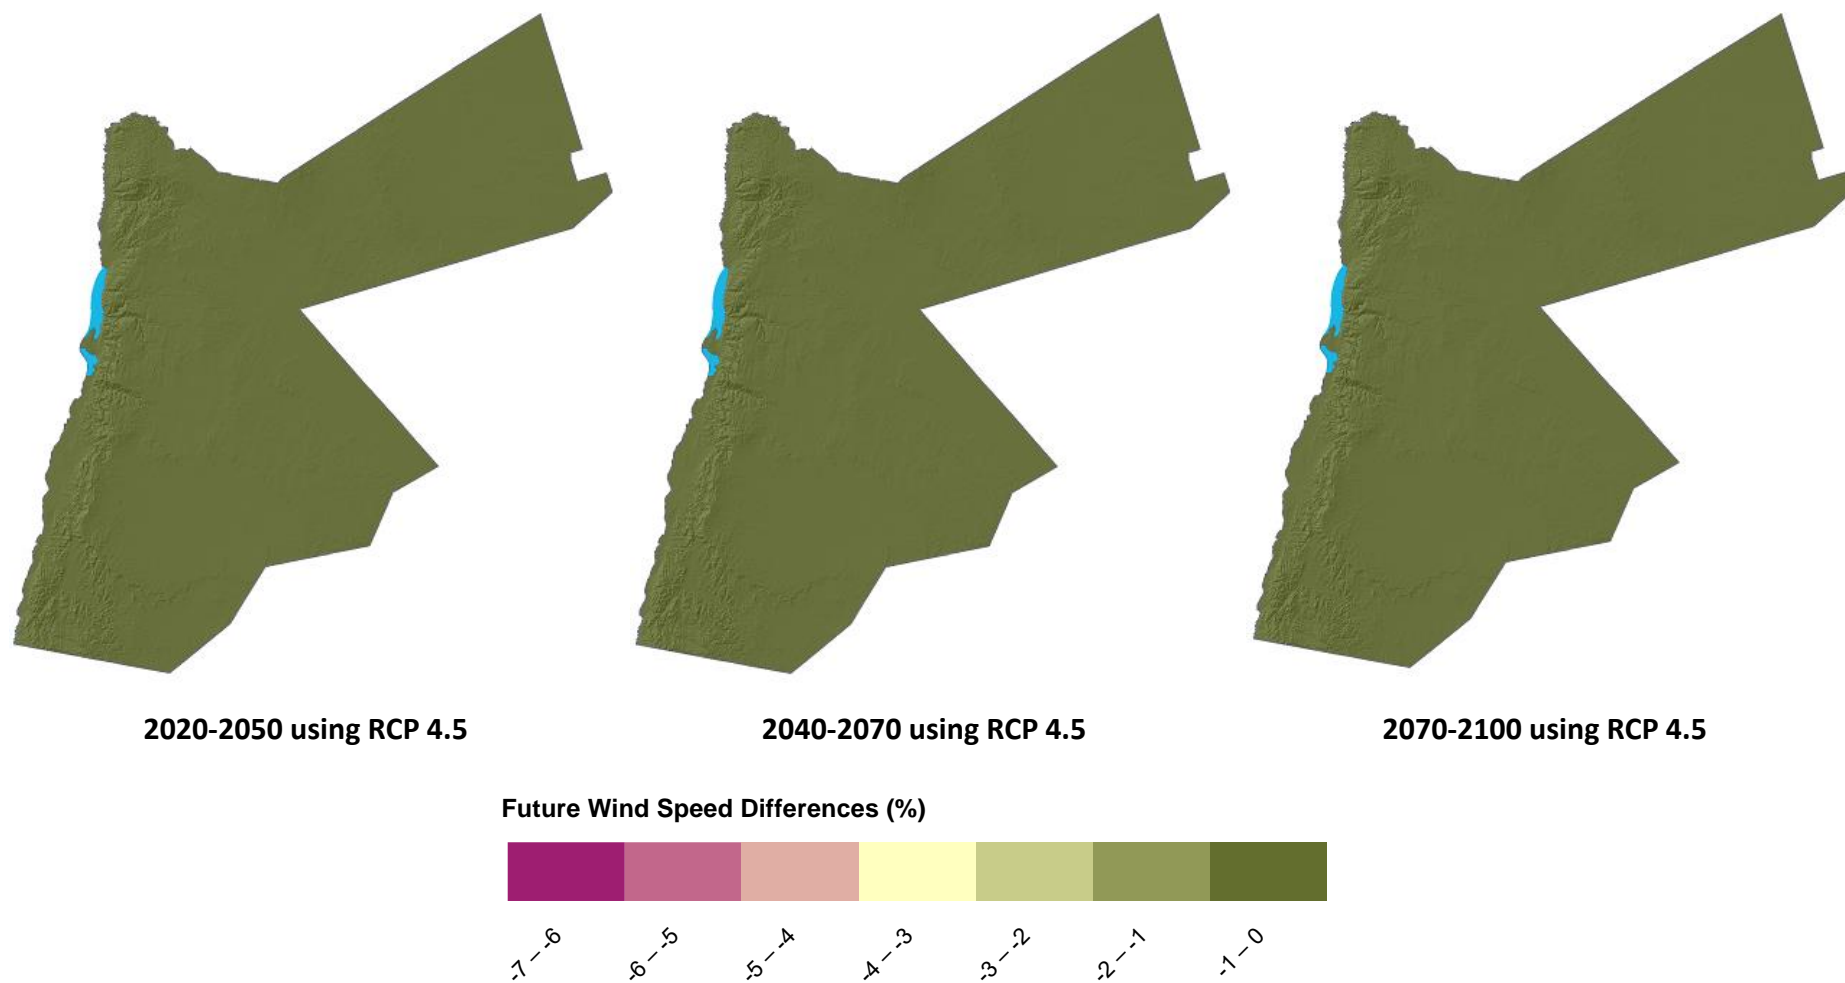 2020-2050 using RCP 4.5
2040-2070 using RCP 4.5
2070-2100 using RCP 4.5
Future Wind Speed Differences (%)
-7 – -6
-6 – -5
-5 – -4
-4 – -3
-3 – -2
-2 – -1
-1 – 0